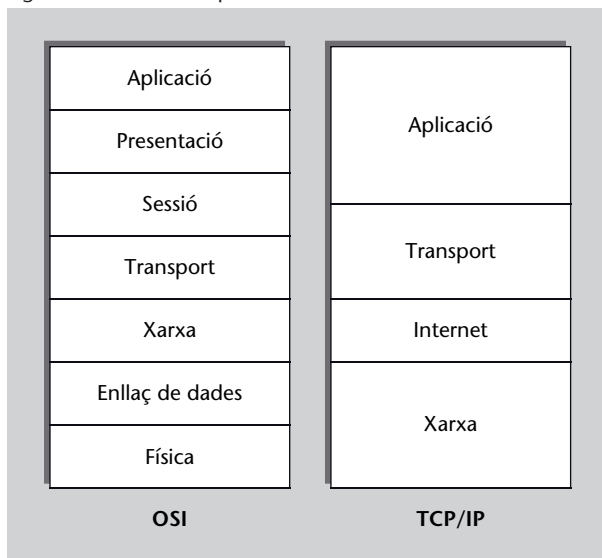 Aplicació
Presentació
Sessió
Transport
Xarxa
Enllaç de dades
Física
OSI
Aplicació
Transport
Internet
Xarxa
TCP/IP